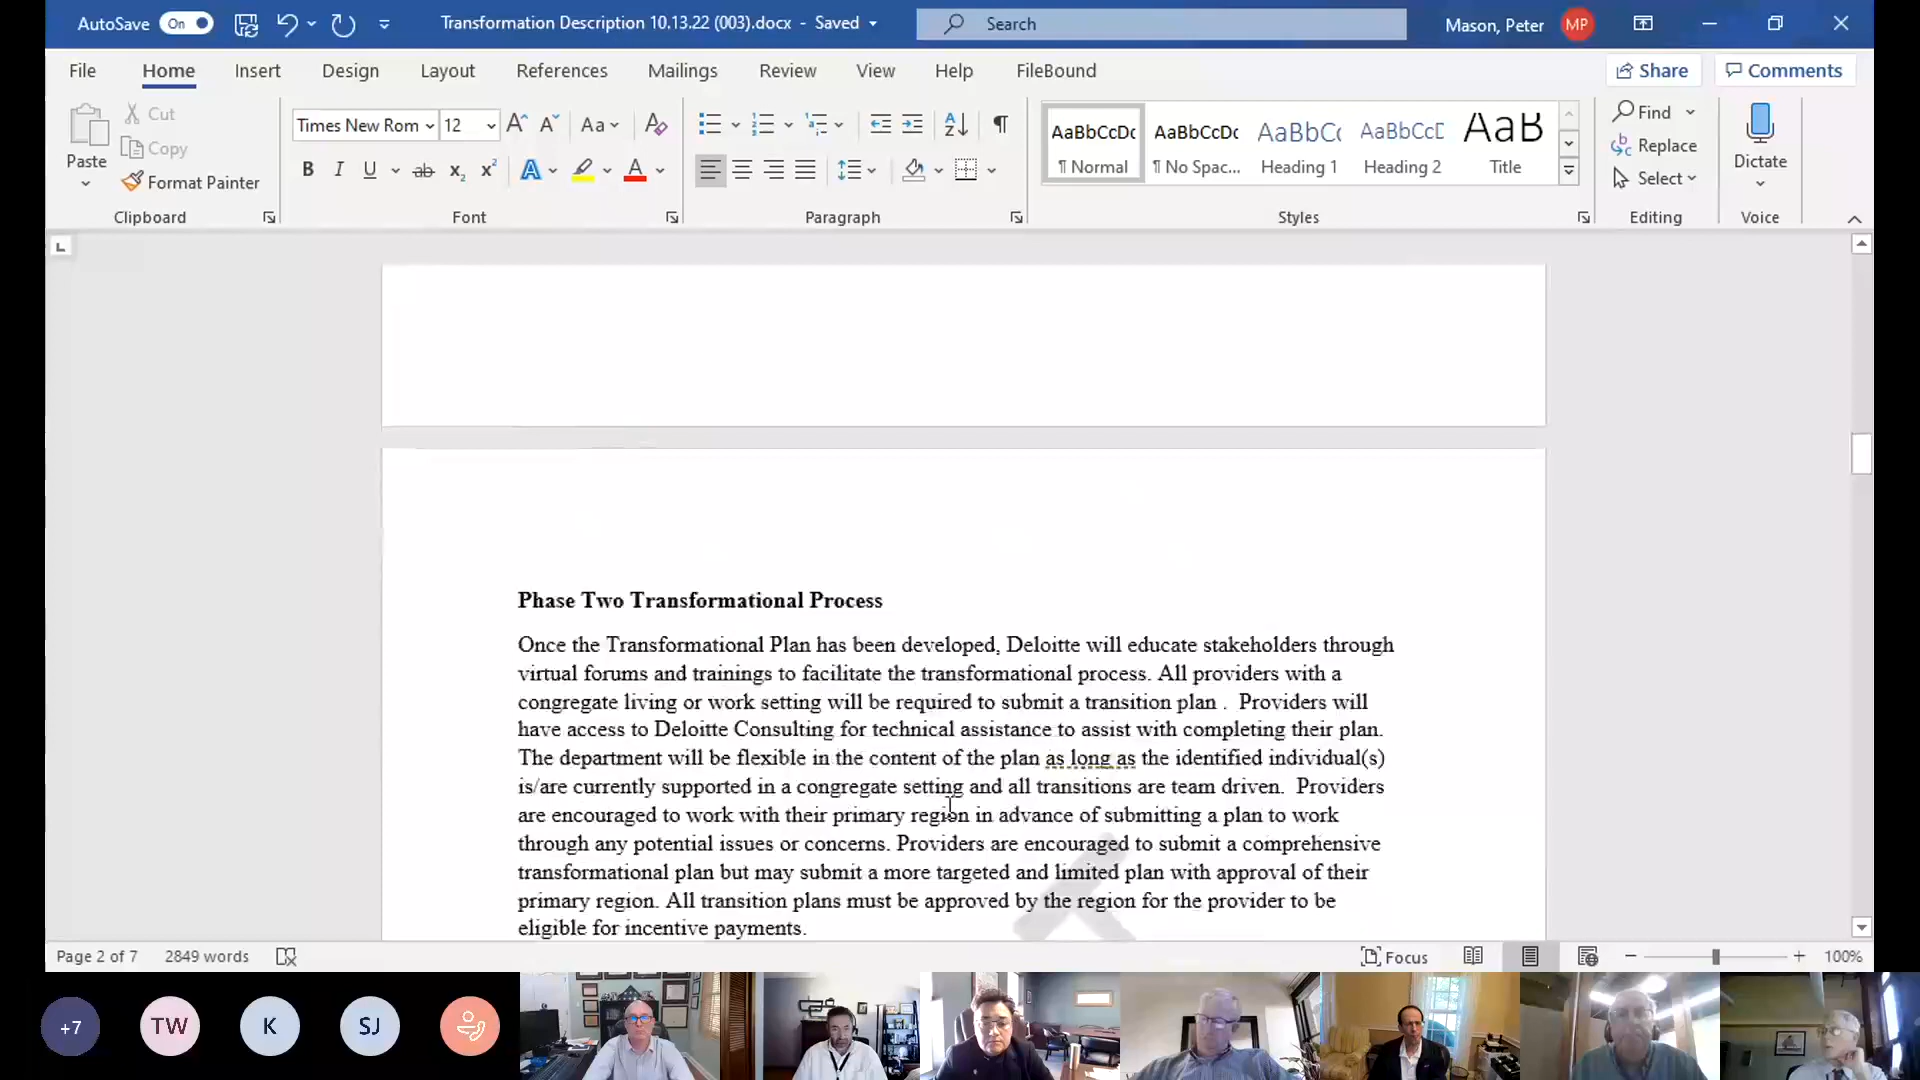 AutoSave On Transformation Description 10.13.22 (003).docx - Saved Search Mason, Peter MP
File Home Insert Design Layout References Mailings Review View Help FileBound Share Comments
Paste Cut Copy Format Painter
Clipboard
Times New Rom 12 Aa
B I U ab x₂ x² A A
Font
Paragraph
AaBbCcDc AaBbCcDc AaBbCc AaBbCcD AaB
¶ Normal ¶ No Spac... Heading 1 Heading 2 Title
Styles
Find
Replace
Select
Editing
Dictate
Voice
Phase Two Transformational Process
Once the Transformational Plan has been developed, Deloitte will educate stakeholders through
virtual forums and trainings to facilitate the transformational process. All providers with a
congregate living or work setting will be required to submit a transition plan .  Providers will
have access to Deloitte Consulting for technical assistance to assist with completing their plan.
The department will be flexible in the content of the plan as long as the identified individual(s)
is/are currently supported in a congregate setting and all transitions are team driven.  Providers
are encouraged to work with their primary region in advance of submitting a plan to work
through any potential issues or concerns. Providers are encouraged to submit a comprehensive
transformational plan but may submit a more targeted and limited plan with approval of their
primary region. All transition plans must be approved by the region for the provider to be
eligible for incentive payments.
Page 2 of 7 2849 words Focus 100%
+7 TW K SJ